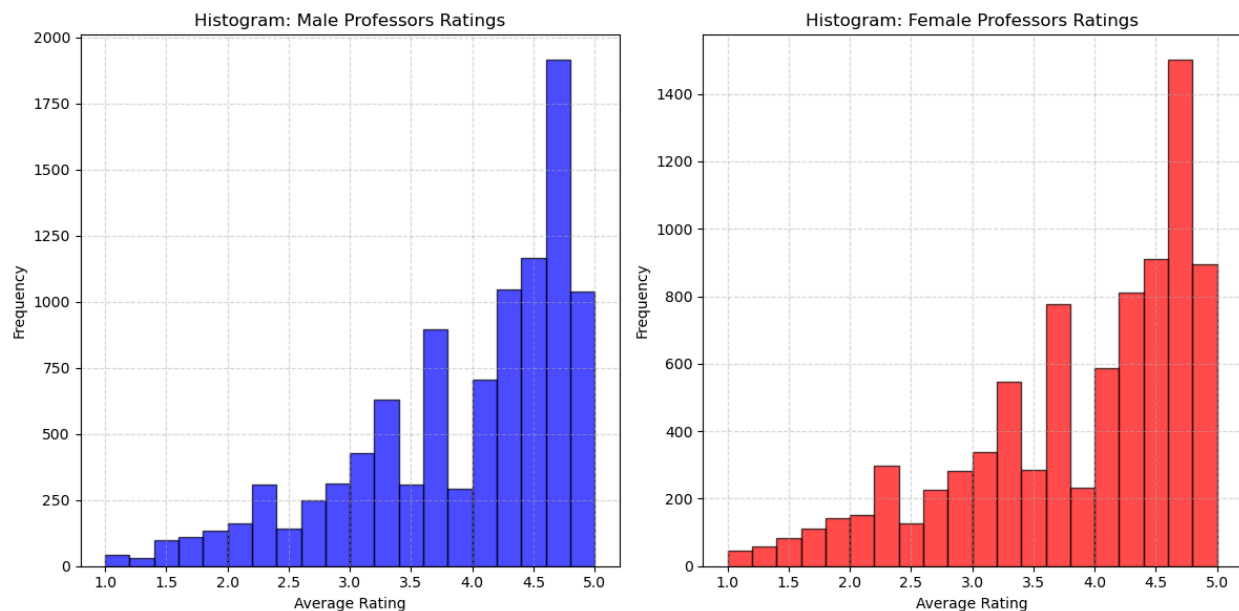 Histogram: Male Professors Ratings
2000
1750
1500
1250
1000
750
500
250
0
Frequency
1.0 1.5 2.0 2.5 3.0 3.5 4.0 4.5 5.0
Average Rating
Histogram: Female Professors Ratings
1400
1200
1000
800
600
400
200
0
Frequency
1.0 1.5 2.0 2.5 3.0 3.5 4.0 4.5 5.0
Average Rating